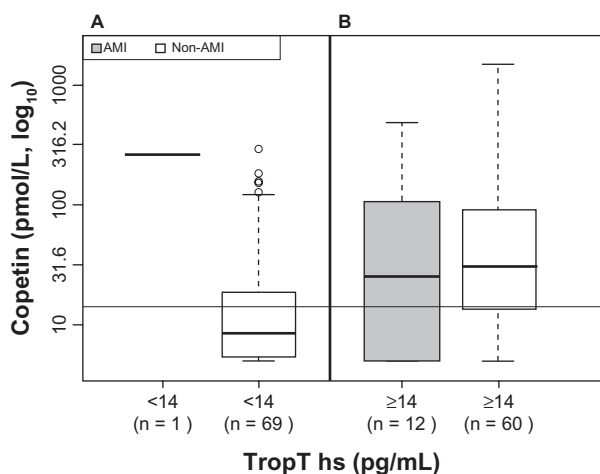 A B
AMI Non-AMI
Copetin (pmol/L, log10)
1000
316.2
100
31.6
10
<14 <14 ≥14 ≥14
(n = 1 ) (n = 69) (n = 12 ) (n = 60)
TropT hs (pg/mL)